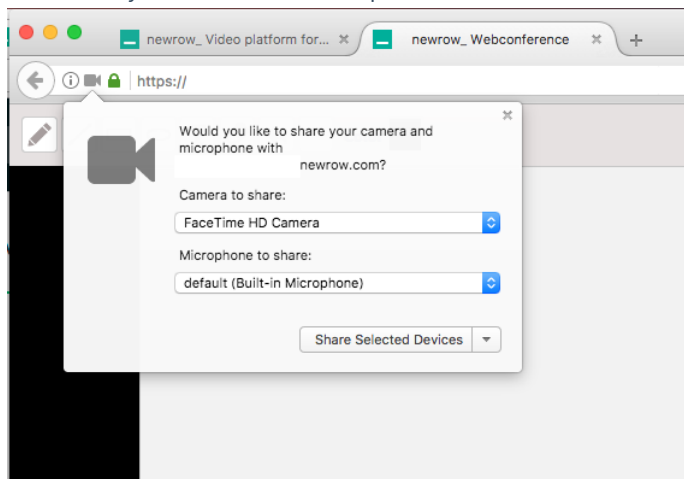 newrow_ Video platform for...
newrow_ Webconference
https://
Would you like to share your camera and
microphone with
newrow.com?
Camera to share:
FaceTime HD Camera
Microphone to share:
default (Built-in Microphone)
Share Selected Devices